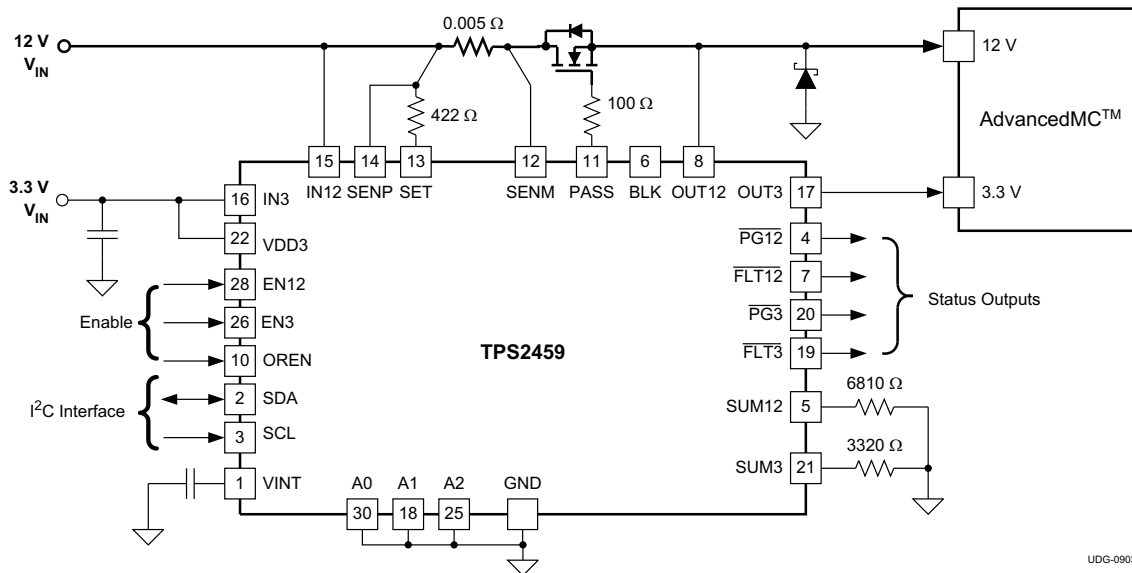 0.005 Ω
12 V
V_IN
12 V
AdvancedMC™
422 Ω
100 Ω
15
14
13
12
11
6
8
IN12
SENP
SET
SENM
PASS
BLK
OUT12
OUT3
17
3.3 V
3.3 V
V_IN
16
IN3
22
VDD3
PG12
4
28
EN12
FLT12
7
Status Outputs
Enable
26
EN3
PG3
20
10
OREN
TPS2459
FLT3
19
I²C Interface
2
SDA
6810 Ω
SUM12
5
3
SCL
3320 Ω
SUM3
21
1
VINT
A0
A1
A2
GND
30
18
25